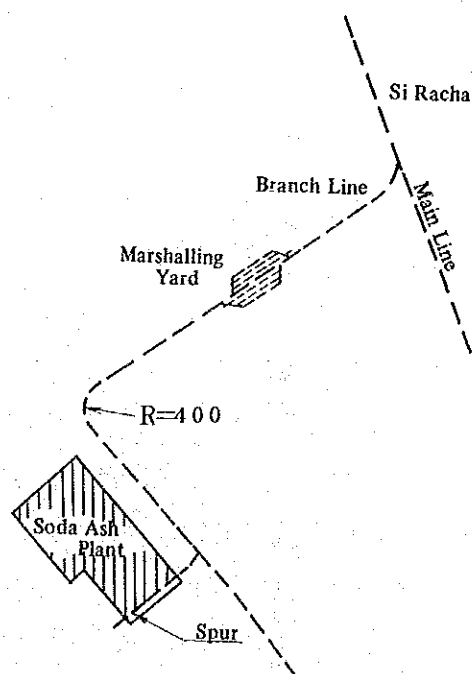 Si Racha
Branch Line
Main Line
Marshalling
Yard
R=400
Soda Ash
Plant
Spur